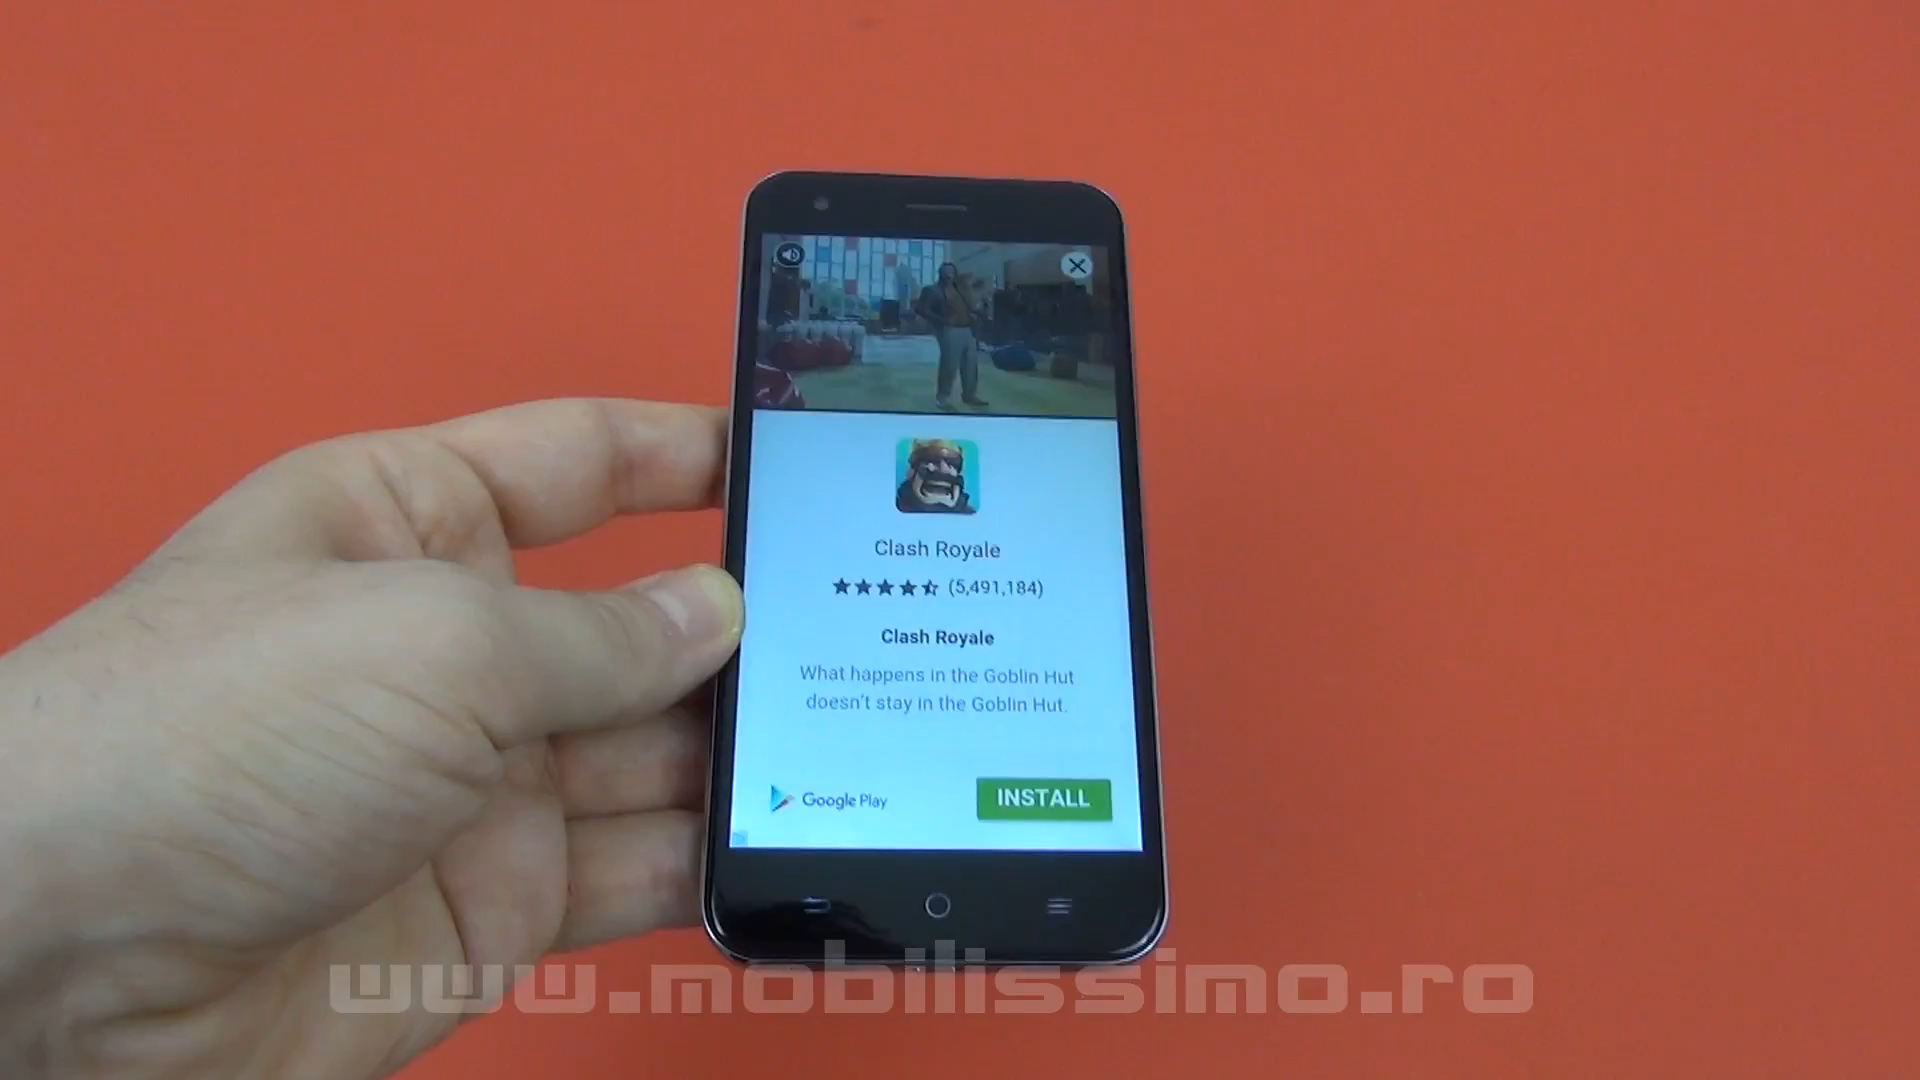 Clash Royale
(5,491,184)
Clash Royale
What happens in the Goblin Hut
doesn't stay in the Goblin Hut.
Google Play
INSTALL
www.mobilissimo.ro